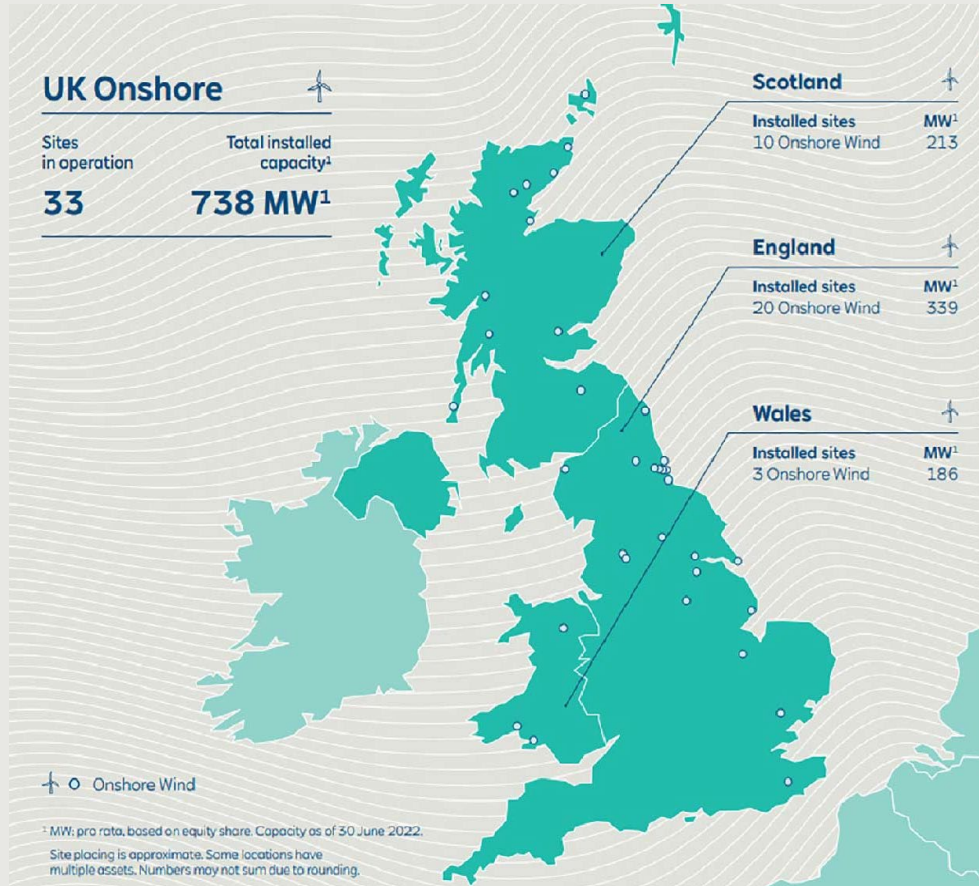 UK Onshore
Sites
in operation
33
Total installed
capacity¹
738 MW¹
Scotland
Installed sites MW¹
10 Onshore Wind 213
England
Installed sites MW¹
20 Onshore Wind 339
Wales
Installed sites MW¹
3 Onshore Wind 186
Onshore Wind
¹ MW: pro rata, based on equity share. Capacity as of 30 June 2022.
Site placing is approximate. Some locations have
multiple assets. Numbers may not sum due to rounding.